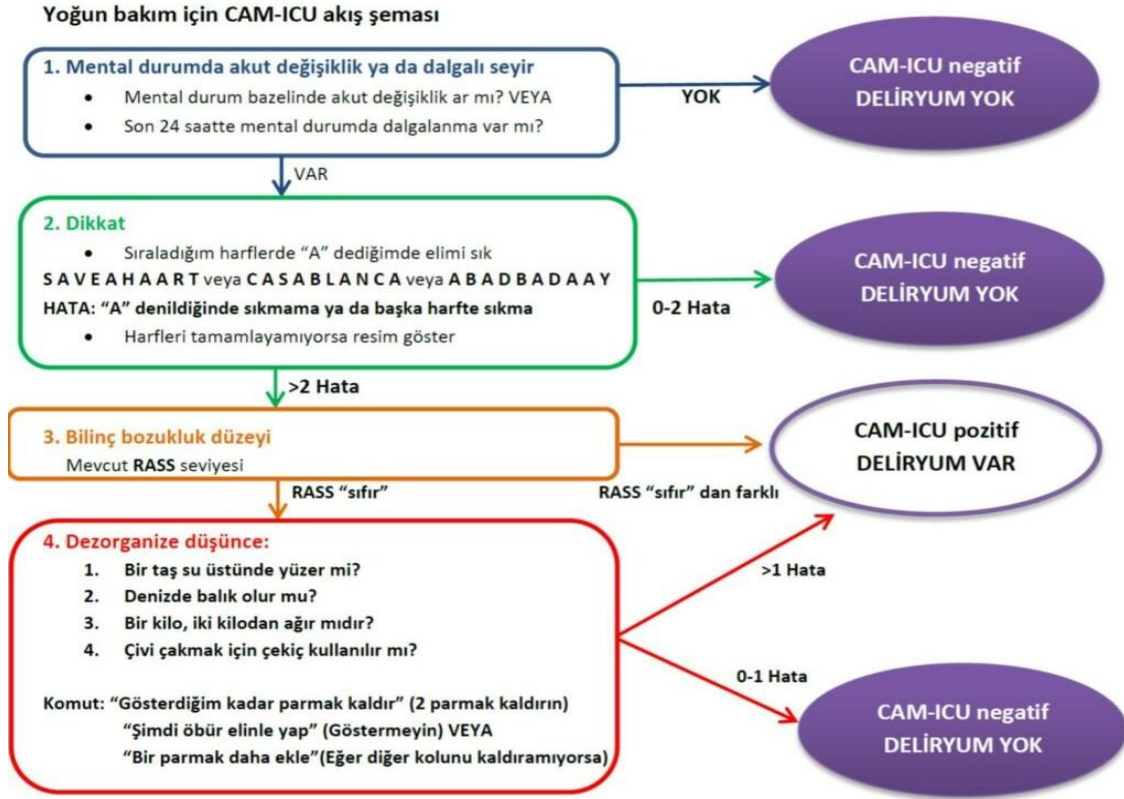 Yoğun bakım için CAM-ICU akış şeması
1. Mental durumda akut değişiklik ya da dalgalı seyir
• Mental durum bazelinde akut değişiklik ar mı? VEYA
• Son 24 saatte mental durumda dalgalanma var mı?
YOK
CAM-ICU negatif
DELİRYUM YOK
VAR
2. Dikkat
• Sıraladığım harflerde “A” dediğimde elimi sık
S A V E A H A A R T veya C A S A B L A N C A veya A B A D B A D A A Y
HATA: “A” denildiğinde sıkmama ya da başka harfte sıkma
• Harfleri tamamlayamıyorsa resim göster
0-2 Hata
CAM-ICU negatif
DELİRYUM YOK
>2 Hata
3. Bilinç bozukluk düzeyi
Mevcut RASS seviyesi
RASS “sıfır” dan farklı
CAM-ICU pozitif
DELİRYUM VAR
RASS “sıfır”
4. Dezorganize düşünce:
1. Bir taş su üstünde yüzer mi?
2. Denizde balık olur mu?
3. Bir kilo, iki kilodan ağır mıdır?
4. Çivi çakmak için çekiç kullanılır mı?
Komut: “Gösterdiğim kadar parmak kaldır” (2 parmak kaldırın)
“Şimdi öbür elinle yap” (Göstermeyin) VEYA
“Bir parmak daha ekle”(Eğer diğer kolunu kaldıramıyorsa)
>1 Hata
0-1 Hata
CAM-ICU negatif
DELİRYUM YOK